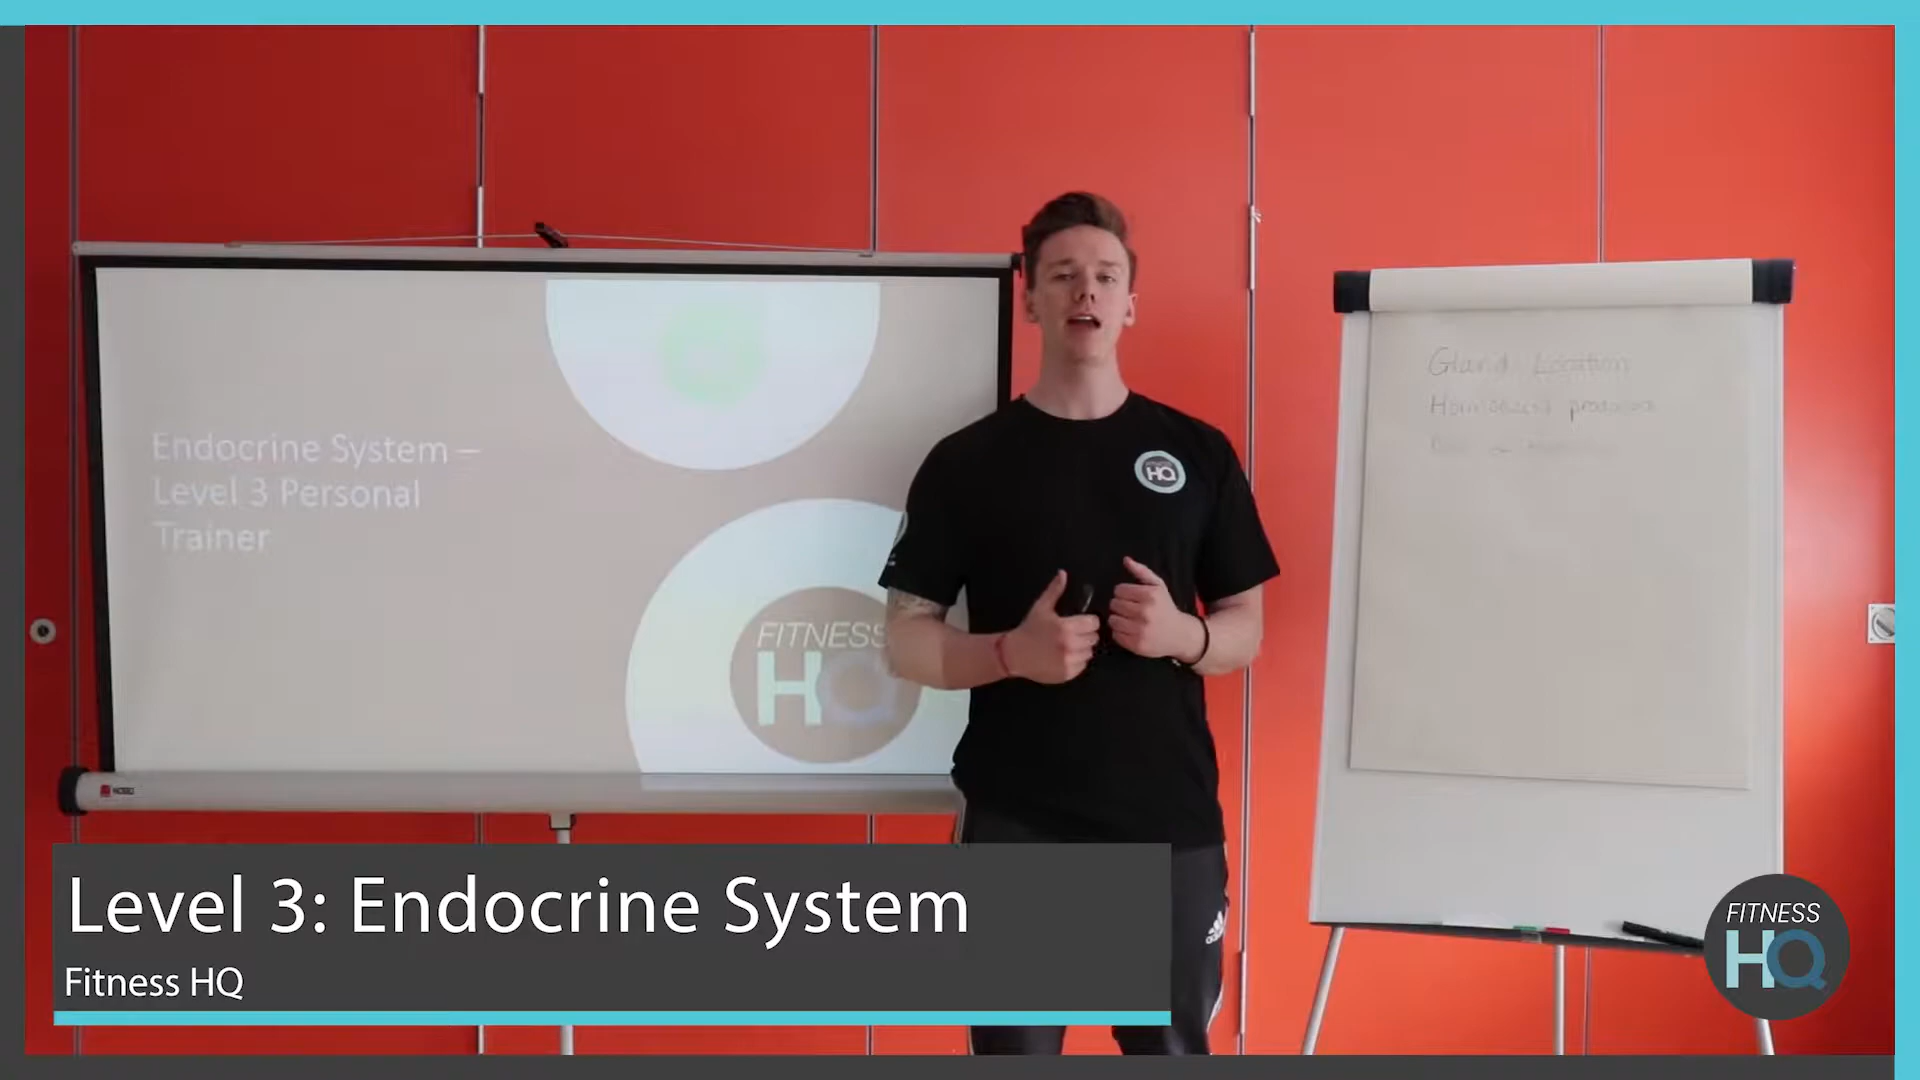 Endocrine System –
Level 3 Personal
Trainer
FITNESS
HQ
HQ
Gland Location
Level 3: Endocrine System
Fitness HQ
FITNESS
HQ